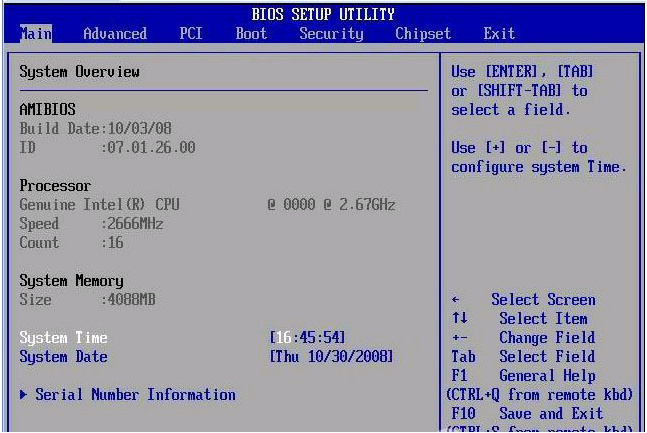 BIOS SETUP UTILITY
Main Advanced PCI Boot Security Chipset Exit
System Overview
AMIBIOS
Build Date:10/03/08
ID :07.01.26.00
Processor
Genuine Intel(R) CPU @ 0000 @ 2.67GHz
Speed :2666MHz
Count :16
System Memory
Size :4088MB
System Time [16:45:54]
System Date [Thu 10/30/2008]
▶ Serial Number Information
Use [ENTER], [TAB]
or [SHIFT-TAB] to
select a field.
Use [+] or [-] to
configure system Time.
← Select Screen
↑↓ Select Item
+- Change Field
Tab Select Field
F1 General Help
(CTRL+Q from remote kbd)
F10 Save and Exit
(CTRL+S from remote kbd)